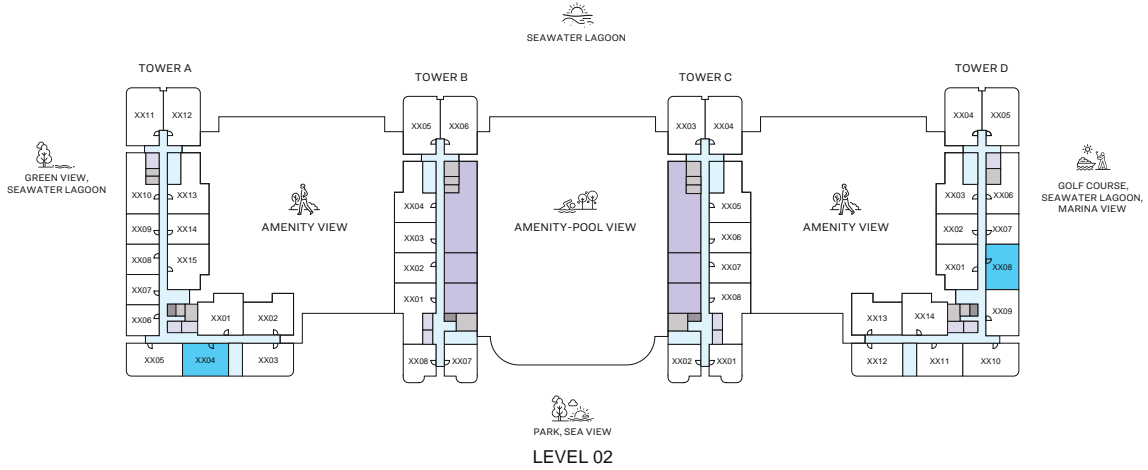 SEAWATER LAGOON
TOWER A
TOWER B
TOWER C
TOWER D
XX11 XX12
XX05 XX06
XX03 XX04
XX04 XX05
GREEN VIEW,
SEAWATER LAGOON
GOLF COURSE,
SEAWATER LAGOON,
MARINA VIEW
XX10 XX13
XX09 XX14
XX08 XX15
XX07
XX06 XX01 XX02
XX05 XX04 XX03
AMENITY VIEW
XX04
XX03
XX02
XX01
XX08 XX07
AMENITY-POOL VIEW
XX05
XX06
XX07
XX08
XX02 XX01
AMENITY VIEW
XX03 XX06
XX02 XX07
XX01 XX08
XX13 XX14 XX09
XX12 XX11 XX10
PARK, SEA VIEW
LEVEL 02